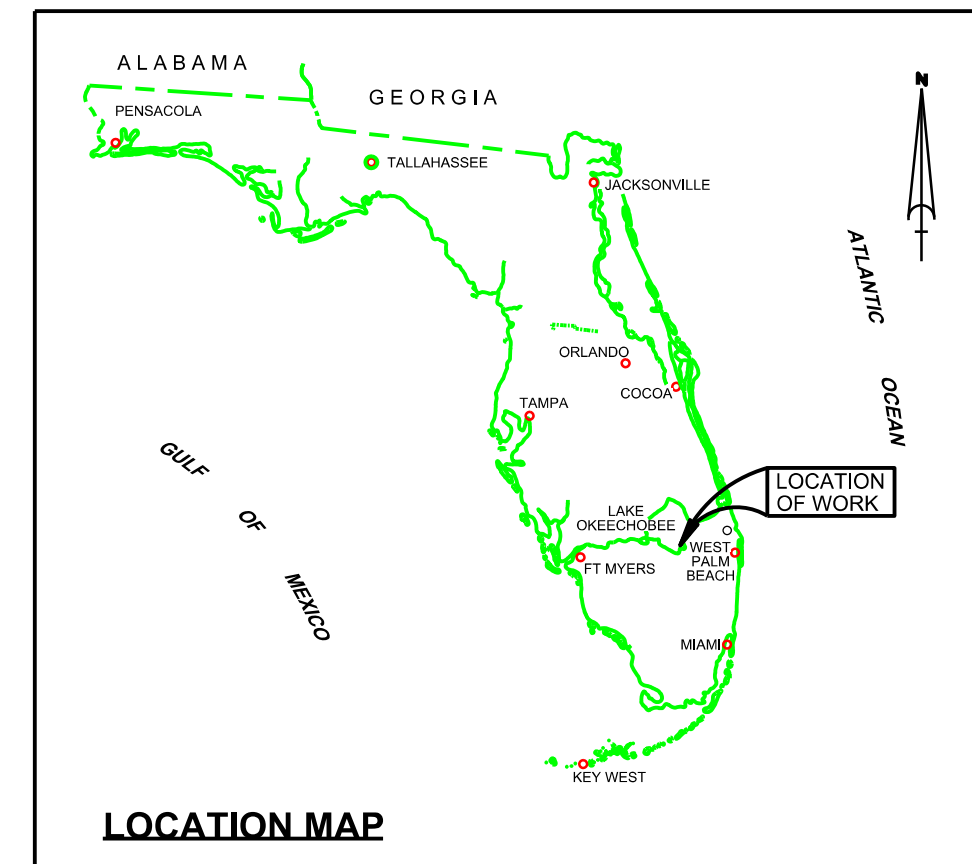 ALABAMA
GEORGIA
N
PENSACOLA
TALLAHASSEE
JACKSONVILLE
ATLANTIC
OCEAN
ORLANDO
COCOA
TAMPA
GULF
OF
MEXICO
LOCATION
OF WORK
LAKE
OKEECHOBEE
WEST
PALM
BEACH
FT MYERS
MIAMI
KEY WEST
LOCATION MAP